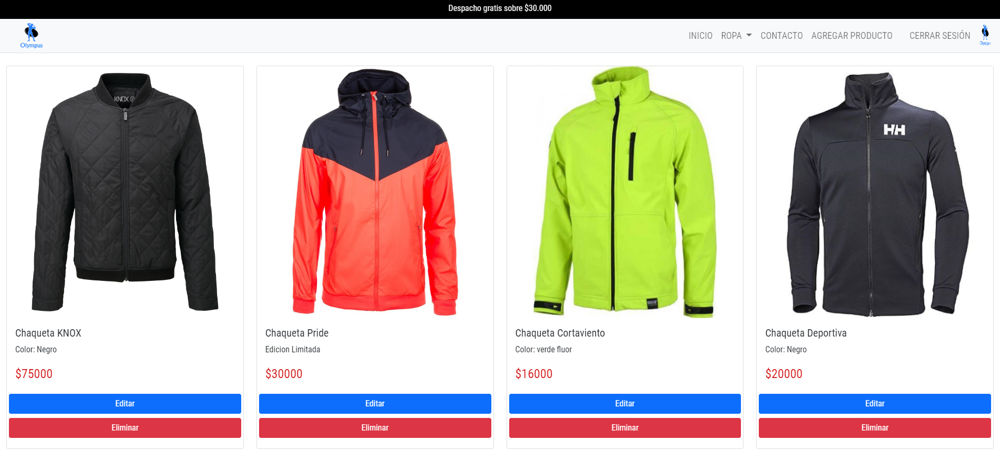 Despacho gratis sobre $30.000
Olympus
INICIO
ROPA
CONTACTO
AGREGAR PRODUCTO
CERRAR SESIÓN
Olympus
KNOX
HH
Chaqueta KNOX
Color: Negro
$75000
Editar
Eliminar
Chaqueta Pride
Edicion Limitada
$30000
Editar
Eliminar
Chaqueta Cortaviento
Color: verde fluor
$16000
Editar
Eliminar
Chaqueta Deportiva
Color: Negro
$20000
Editar
Eliminar